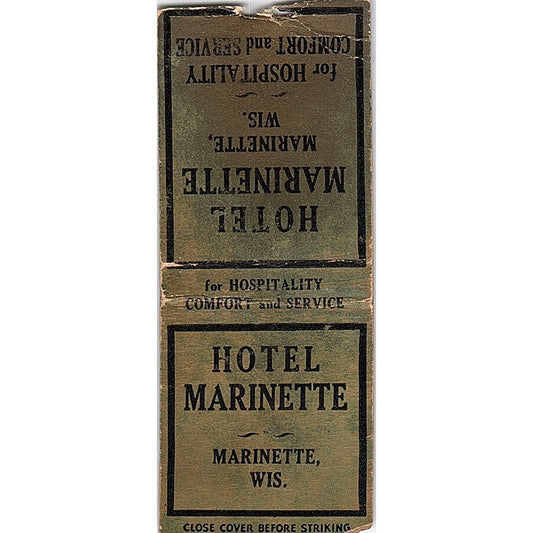 HOTEL
MARINETTE
MARINETTE,
WIS.
for HOSPITALITY
COMFORT and SERVICE
for HOSPITALITY
COMFORT and SERVICE
HOTEL
MARINETTE
MARINETTE,
WIS.
CLOSE COVER BEFORE STRIKING